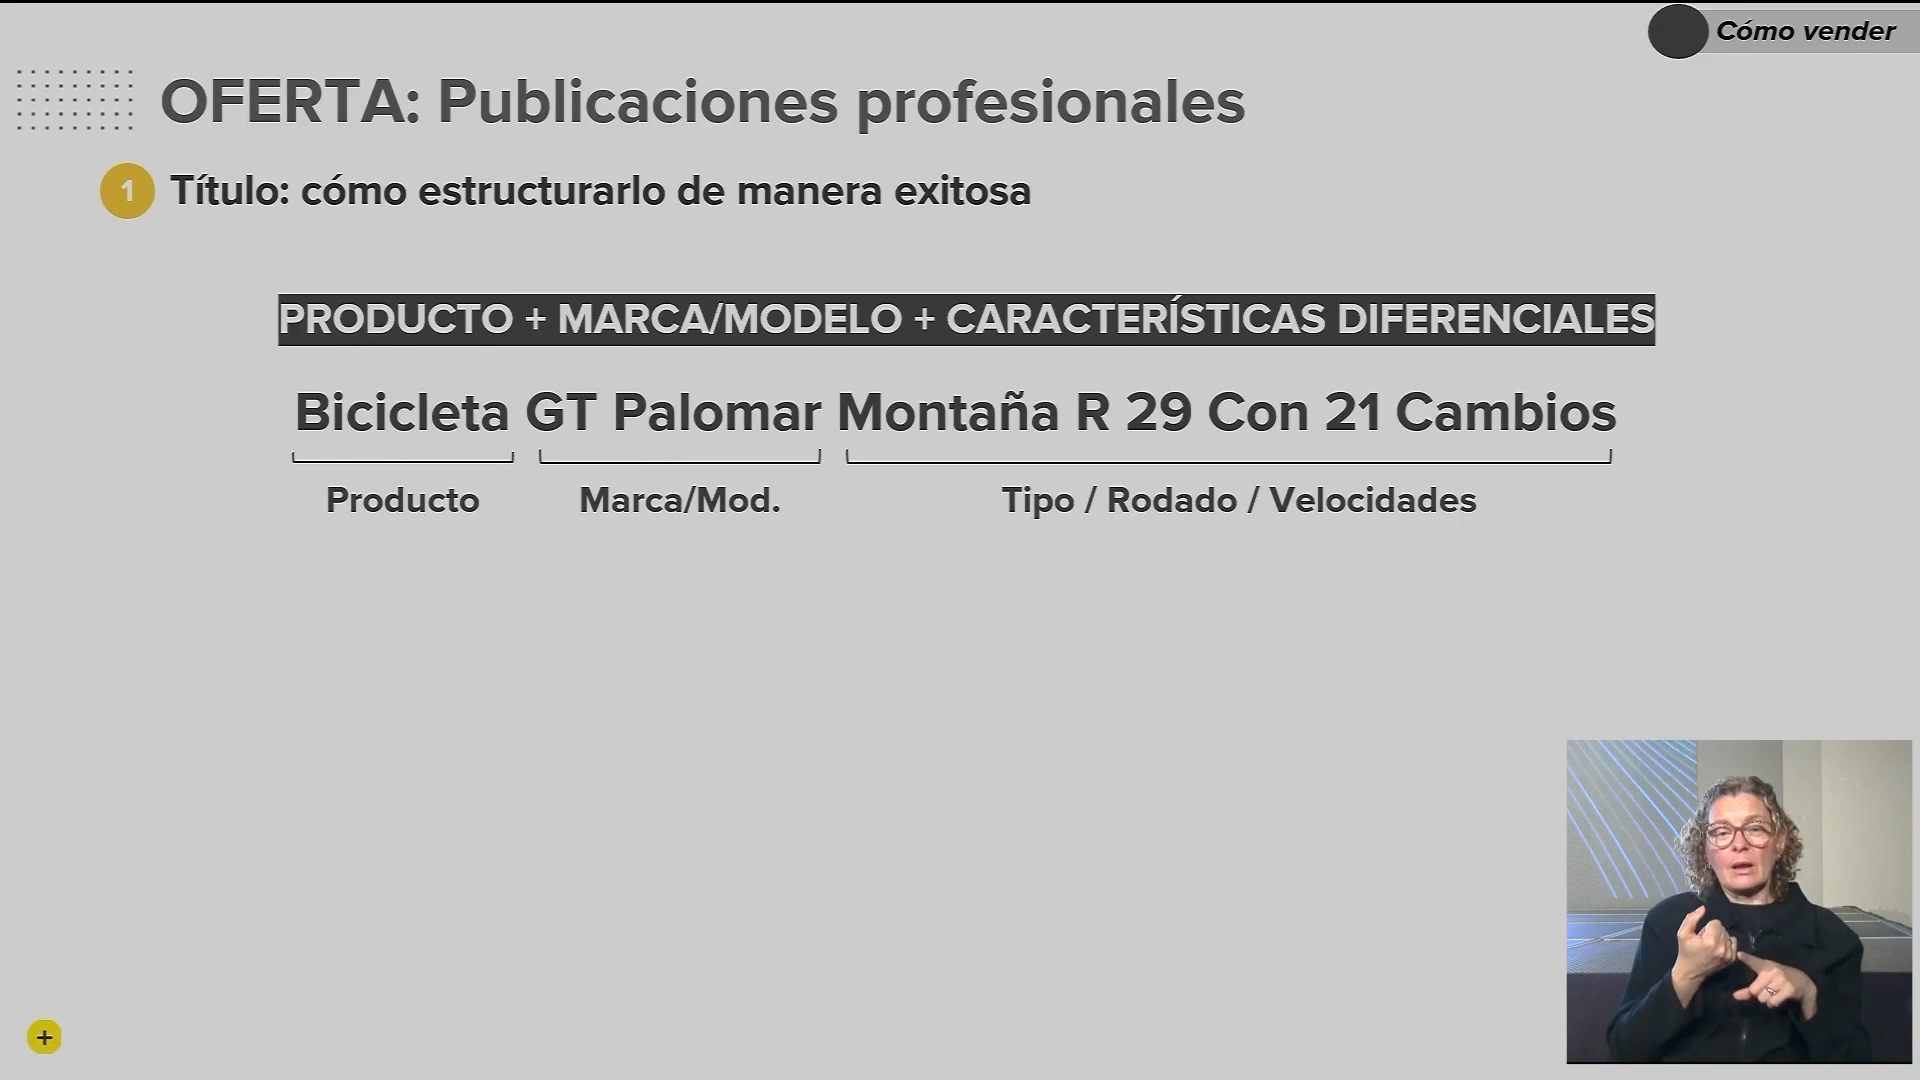 Cómo vender
OFERTA: Publicaciones profesionales
1 Título: cómo estructurarlo de manera exitosa
PRODUCTO + MARCA/MODELO + CARACTERÍSTICAS DIFERENCIALES
Bicicleta GT Palomar Montaña R 29 Con 21 Cambios
Producto Marca/Mod. Tipo / Rodado / Velocidades
+